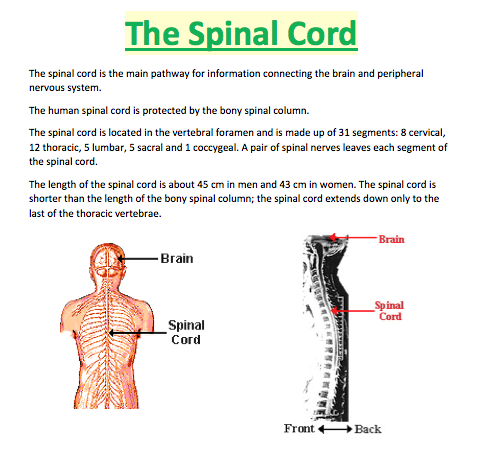 The Spinal Cord
The spinal cord is the main pathway for information connecting the brain and peripheral
nervous system.
The human spinal cord is protected by the bony spinal column.
The spinal cord is located in the vertebral foramen and is made up of 31 segments: 8 cervical,
12 thoracic, 5 lumbar, 5 sacral and 1 coccygeal. A pair of spinal nerves leaves each segment of
the spinal cord.
The length of the spinal cord is about 45 cm in men and 43 cm in women. The spinal cord is
shorter than the length of the bony spinal column; the spinal cord extends down only to the
last of the thoracic vertebrae.
Brain
Spinal
Cord
Brain
Spinal
Cord
Front Back